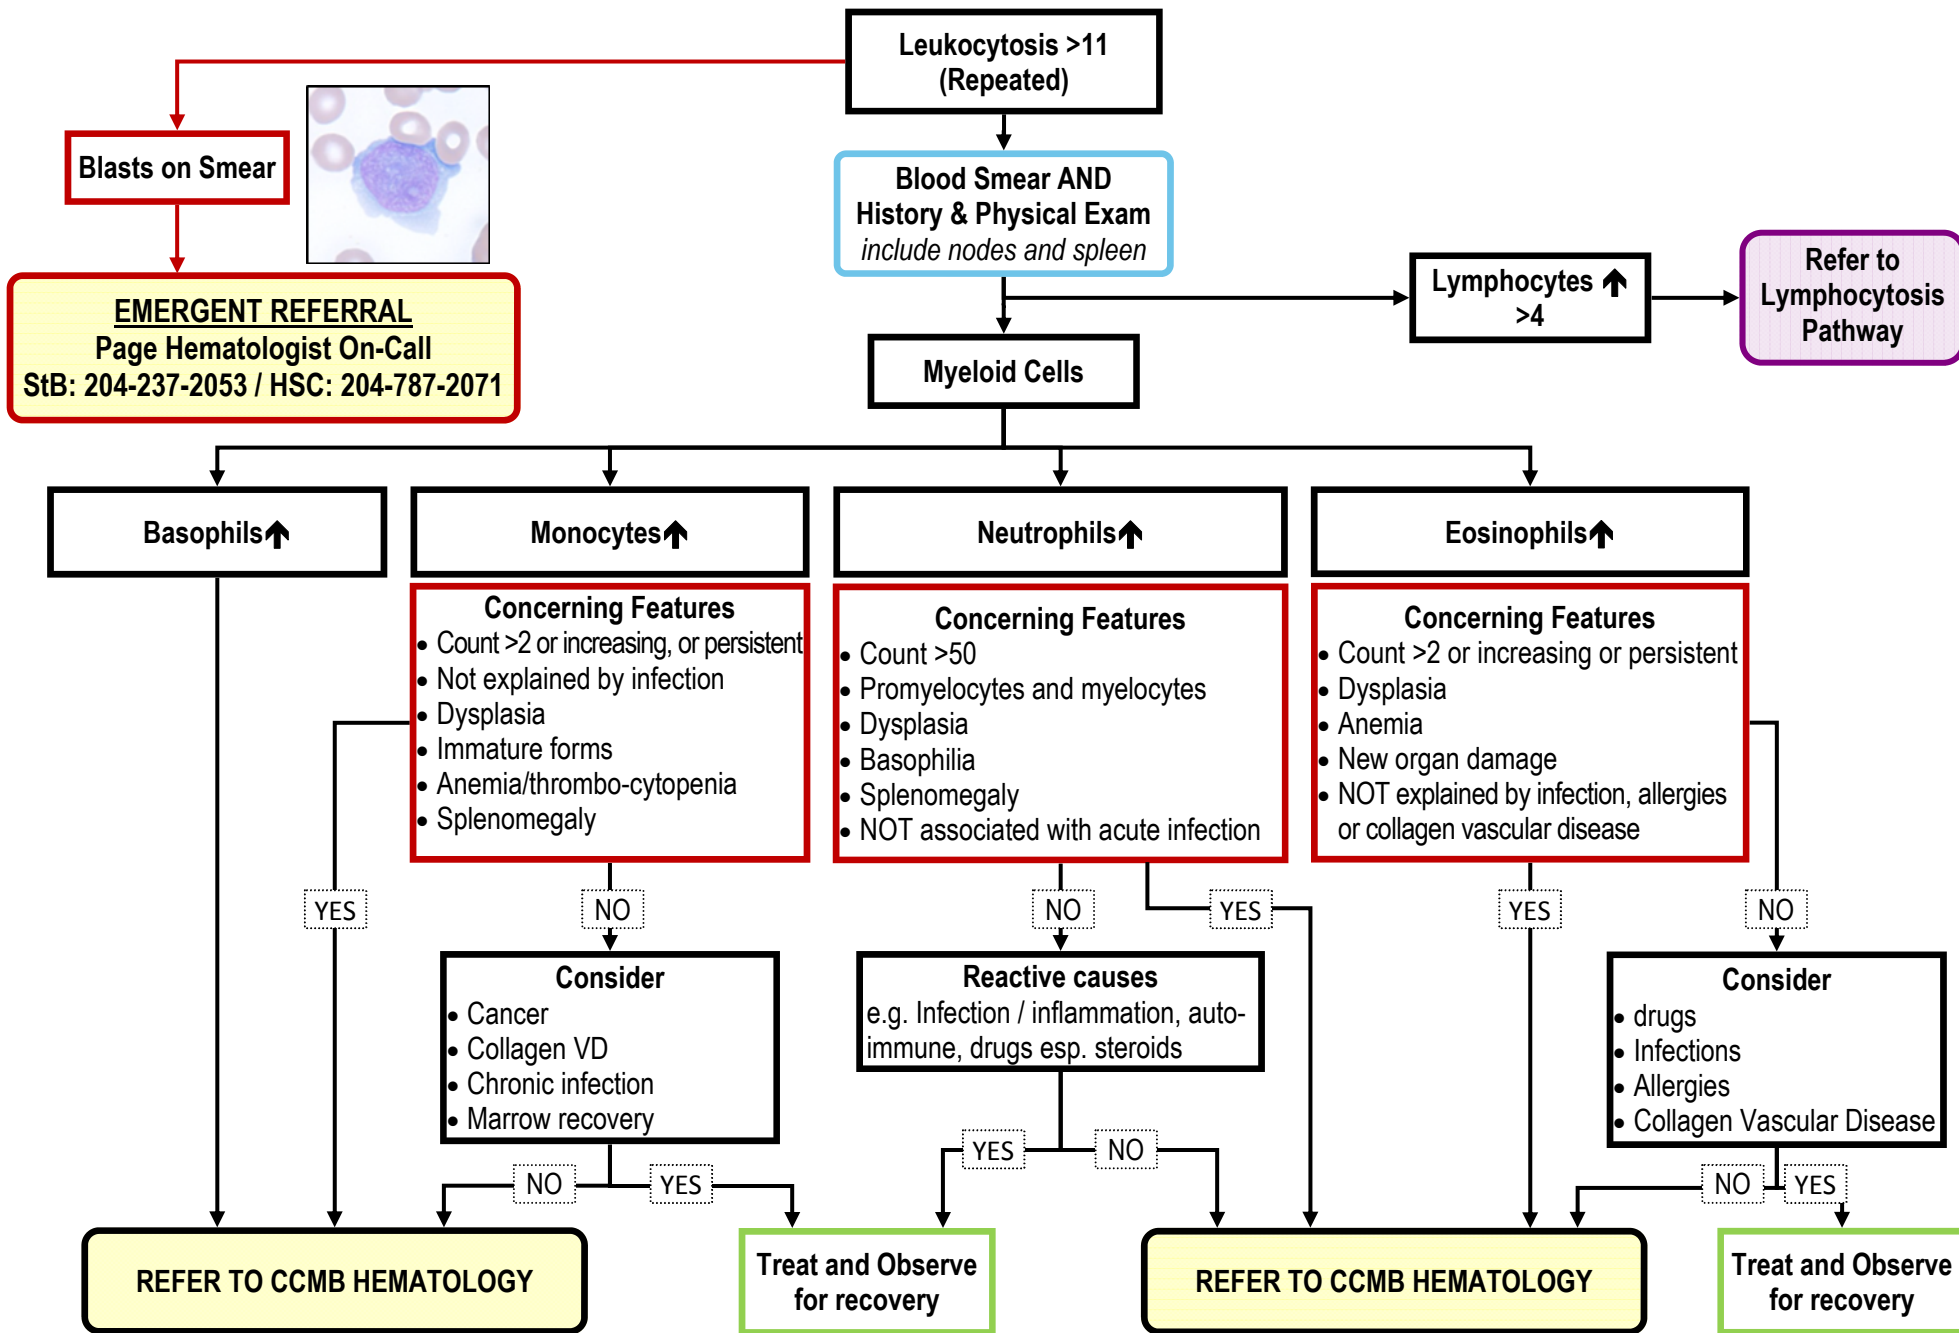 Leukocytosis >11
(Repeated)
Blasts on Smear
Blood Smear AND
History & Physical Exam
include nodes and spleen
EMERGENT REFERRAL
Page Hematologist On-Call
StB: 204-237-2053 / HSC: 204-787-2071
Lymphocytes 🡅
>4
Refer to
Lymphocytosis
Pathway
Myeloid Cells
Basophils🡅
Monocytes🡅
Neutrophils🡅
Eosinophils🡅
Concerning Features
• Count >2 or increasing, or persistent
• Not explained by infection
• Dysplasia
• Immature forms
• Anemia/thrombo-cytopenia
• Splenomegaly
Concerning Features
• Count >50
• Promyelocytes and myelocytes
• Dysplasia
• Basophilia
• Splenomegaly
• NOT associated with acute infection
Concerning Features
• Count >2 or increasing or persistent
• Dysplasia
• Anemia
• New organ damage
• NOT explained by infection, allergies
or collagen vascular disease
YES
NO
NO
YES
YES
NO
Consider
• Cancer
• Collagen VD
• Chronic infection
• Marrow recovery
Reactive causes
e.g. Infection / inflammation, auto-
immune, drugs esp. steroids
Consider
• drugs
• Infections
• Allergies
• Collagen Vascular Disease
NO
YES
YES
NO
NO
YES
REFER TO CCMB HEMATOLOGY
Treat and Observe
for recovery
REFER TO CCMB HEMATOLOGY
Treat and Observe
for recovery